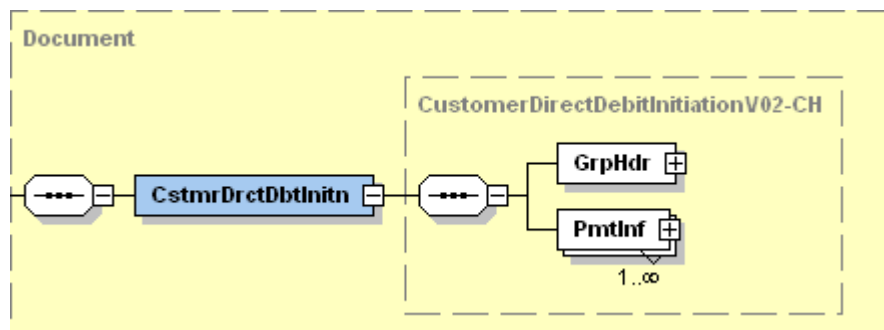 Document
CustomerDirectDebitInitiationV02-CH
GrpHdr
CstmrDrctDbtInitn
PmtInf
1..∞